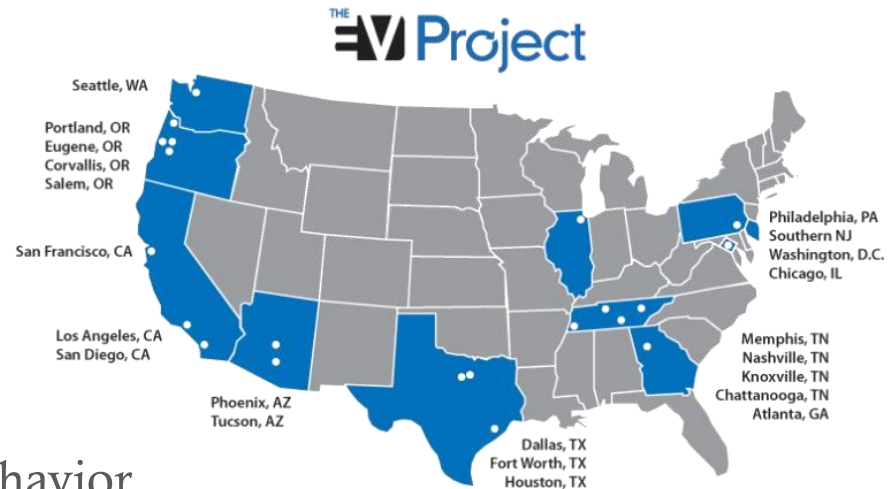 THE
EV Project
Seattle, WA
Portland, OR
Eugene, OR
Corvallis, OR
Salem, OR
San Francisco, CA
Los Angeles, CA
San Diego, CA
Phoenix, AZ
Tucson, AZ
Dallas, TX
Fort Worth, TX
Houston, TX
Philadelphia, PA
Southern NJ
Washington, D.C.
Chicago, IL
Memphis, TN
Nashville, TN
Knoxville, TN
Chattanooga, TN
Atlanta, GA
havior